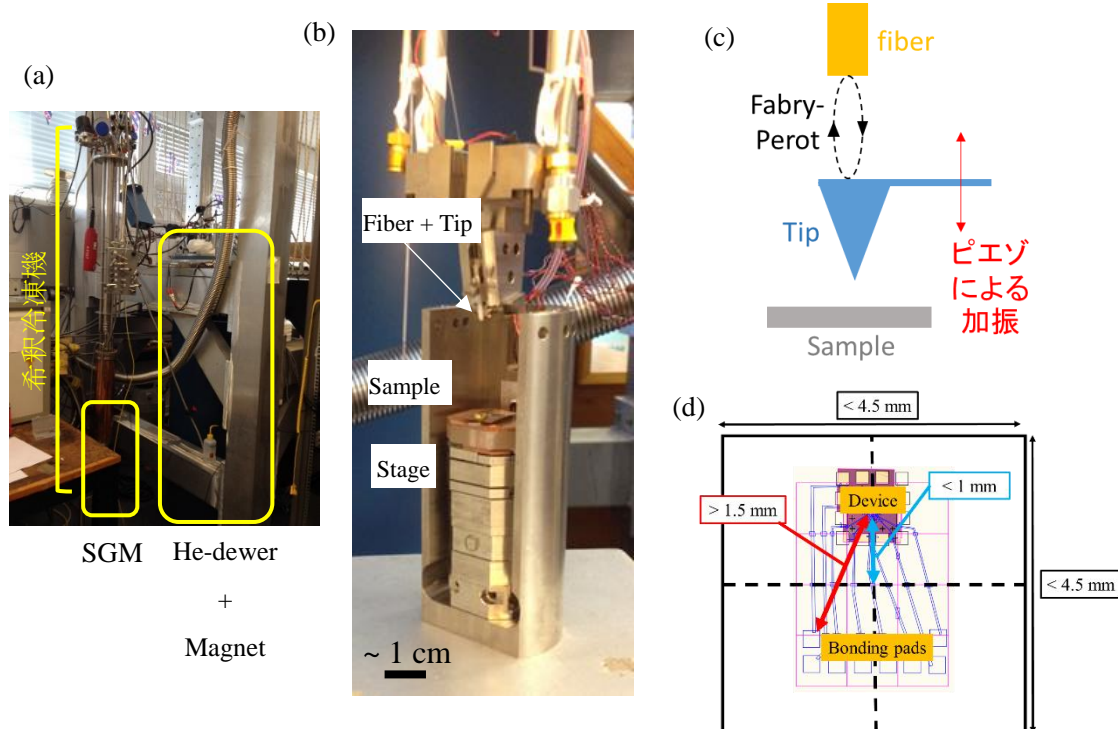 (a)
希釈冷凍機
SGM
He-dewer
+
Magnet
(b)
Fiber + Tip
Sample
Stage
~ 1 cm
(c)
fiber
Fabry-
Perot
Tip
ピエゾ
による
加振
Sample
(d)
< 4.5 mm
Device
< 1 mm
> 1.5 mm
< 4.5 mm
Bonding pads